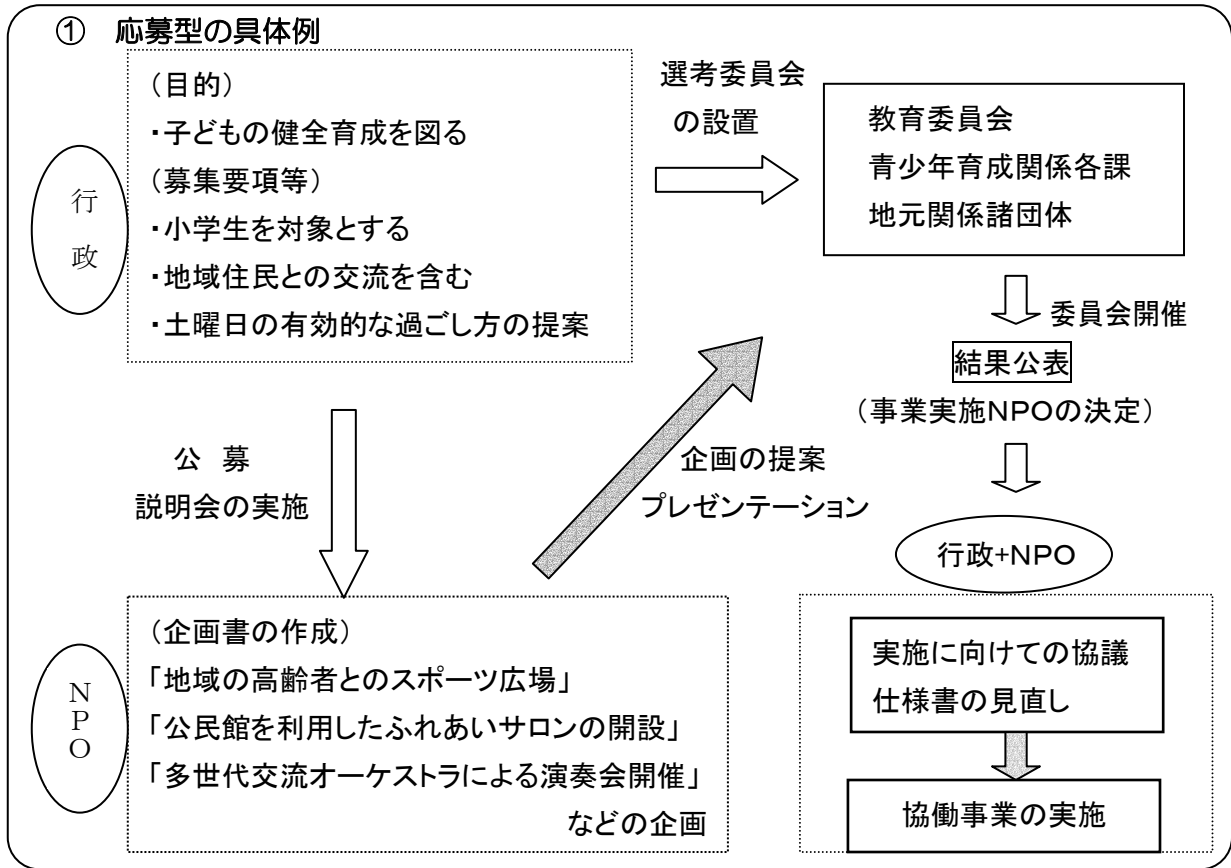 ① 応募型の具体例
行政
(目的)
・子どもの健全育成を図る
(募集要項等)
・小学生を対象とする
・地域住民との交流を含む
・土曜日の有効的な過ごし方の提案
選考委員会
の設置
教育委員会
青少年育成関係各課
地元関係諸団体
委員会開催
結果公表
(事業実施NPOの決定)
公 募
説明会の実施
企画の提案
プレゼンテーション
NPO
(企画書の作成)
「地域の高齢者とのスポーツ広場」
「公民館を利用したふれあいサロンの開設」
「多世代交流オーケストラによる演奏会開催」
などの企画
行政+NPO
実施に向けての協議
仕様書の見直し
協働事業の実施